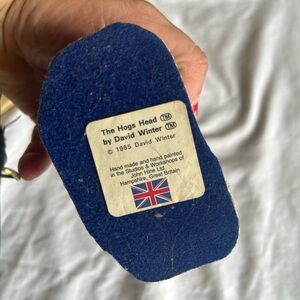 The Hogs Head TM
by David Winter TM
© 1985 David Winter
Hand made and hand painted
in the Studios & Workshops of
John Hine Ltd.
Hampshire, Great Britain